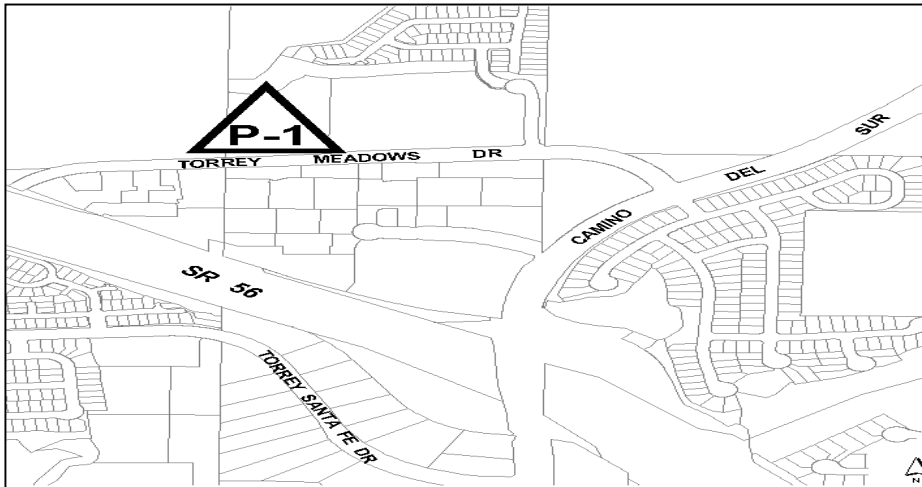 P-1
TORREY MEADOWS DR
CAMINO DEL SUR
SR 56
TORREY SANTA FE DR
N